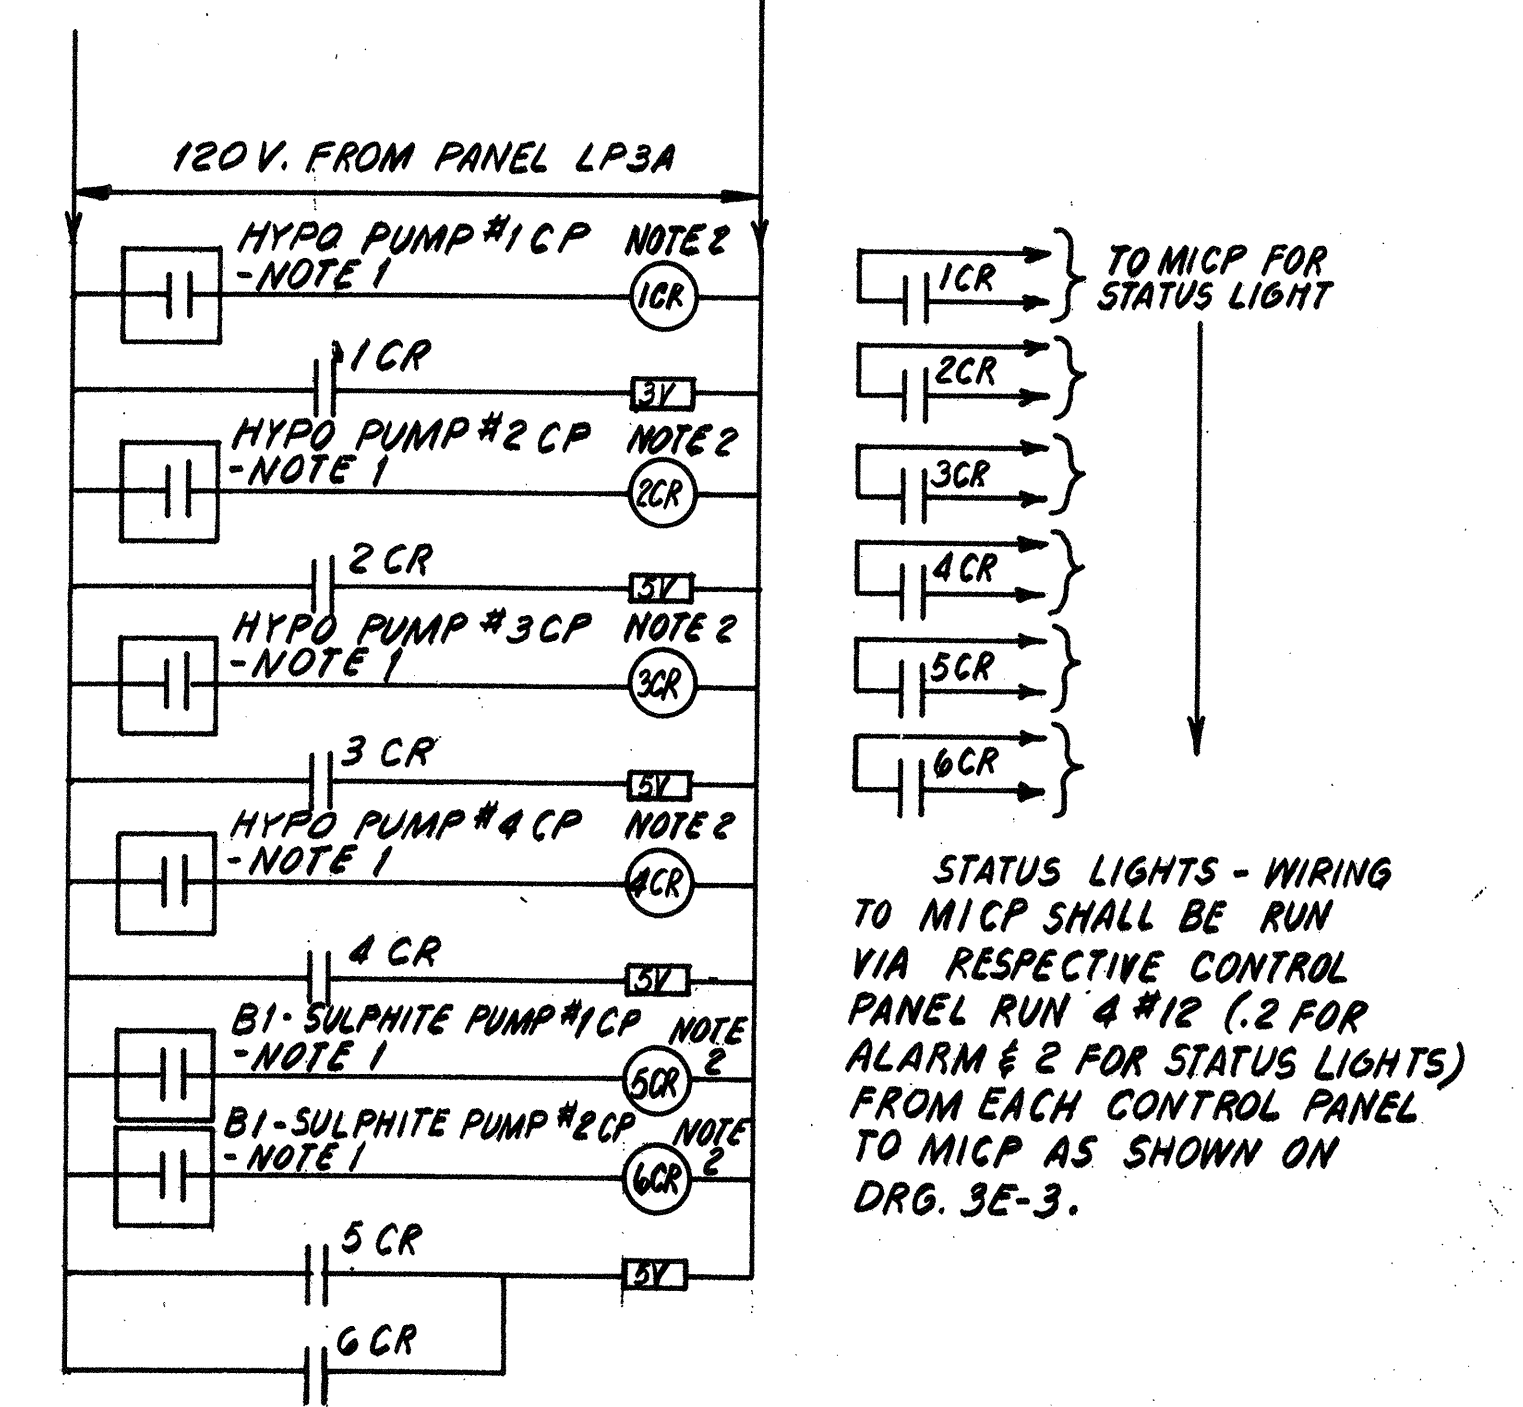 120 V. FROM PANEL LP3A
HYPO PUMP #1 CP NOTE 2
-NOTE 1
1CR
1 CR
3V
HYPO PUMP #2 CP NOTE 2
-NOTE 1
2CR
2 CR
5V
HYPO PUMP #3 CP NOTE 2
-NOTE 1
3CR
3 CR
5V
HYPO PUMP #4 CP NOTE 2
-NOTE 1
4CR
4 CR
5V
BI-SULPHITE PUMP #1 CP NOTE
-NOTE 1 2
5CR
BI-SULPHITE PUMP #2 CP NOTE
-NOTE 1 2
6CR
5 CR
5V
6 CR
1CR
TO MICP FOR
STATUS LIGHT
2CR
3CR
4CR
5CR
6CR
STATUS LIGHTS - WIRING
TO MICP SHALL BE RUN
VIA RESPECTIVE CONTROL
PANEL RUN 4 #12 (.2 FOR
ALARM & 2 FOR STATUS LIGHTS)
FROM EACH CONTROL PANEL
TO MICP AS SHOWN ON
DRG. 3E-3.